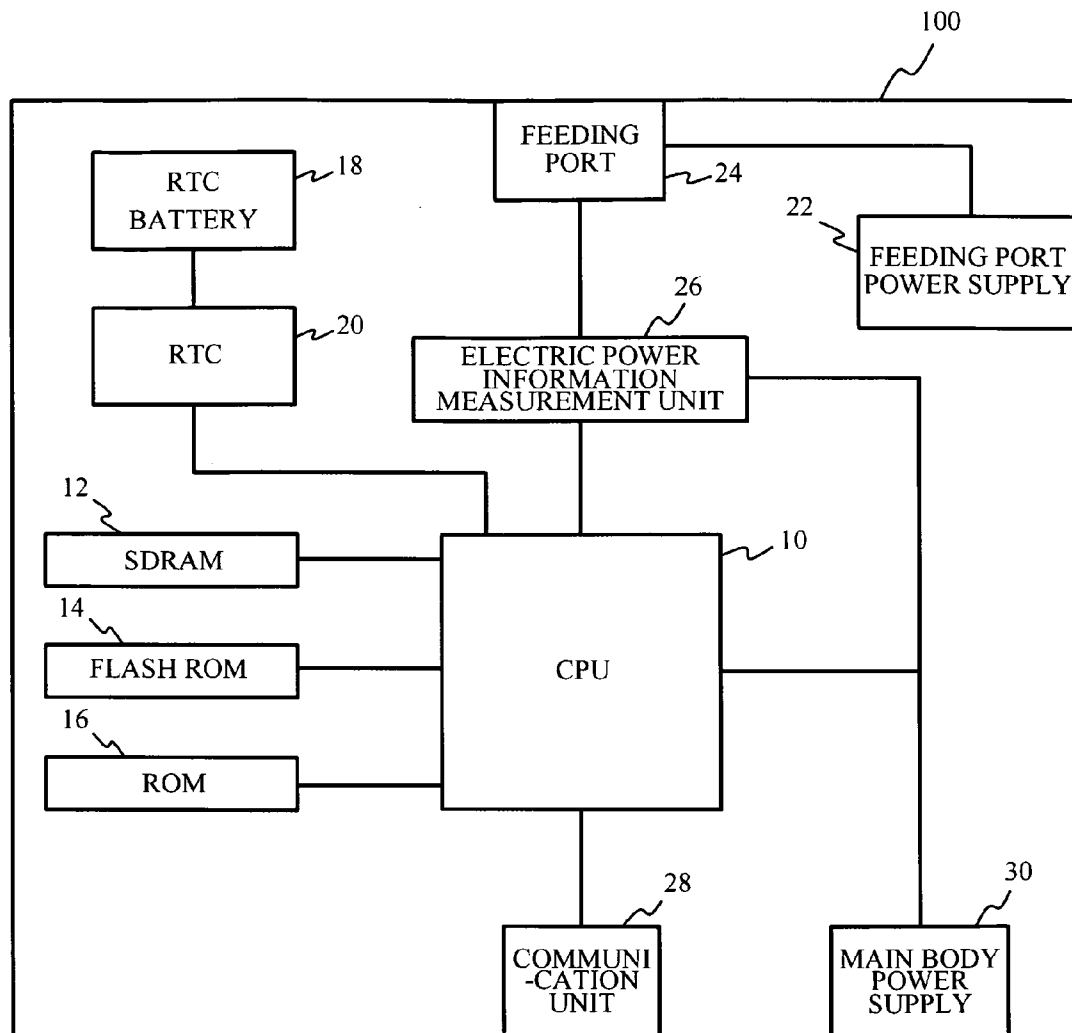 100
FEEDING
PORT
24
RTC
BATTERY
18
22
FEEDING PORT
POWER SUPPLY
RTC
20
26
ELECTRIC POWER
INFORMATION
MEASUREMENT UNIT
12
SDRAM
10
CPU
14
FLASH ROM
16
ROM
28
COMMUNI
-CATION
UNIT
30
MAIN BODY
POWER
SUPPLY